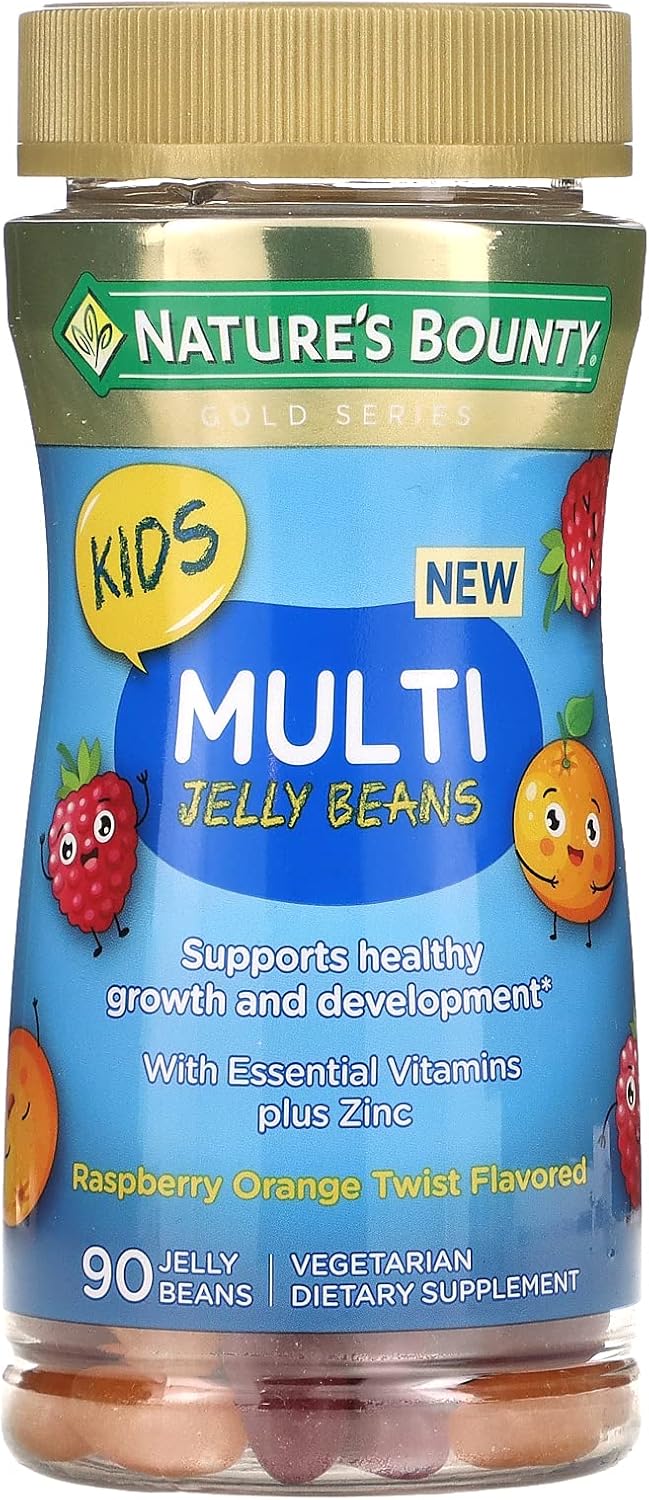 NATURE'S BOUNTY®
GOLD SERIES
KIDS
NEW
MULTI
JELLY BEANS
Supports healthy
growth and development*
With Essential Vitamins
plus Zinc
Raspberry Orange Twist Flavored
90 JELLY BEANS
VEGETARIAN
DIETARY SUPPLEMENT